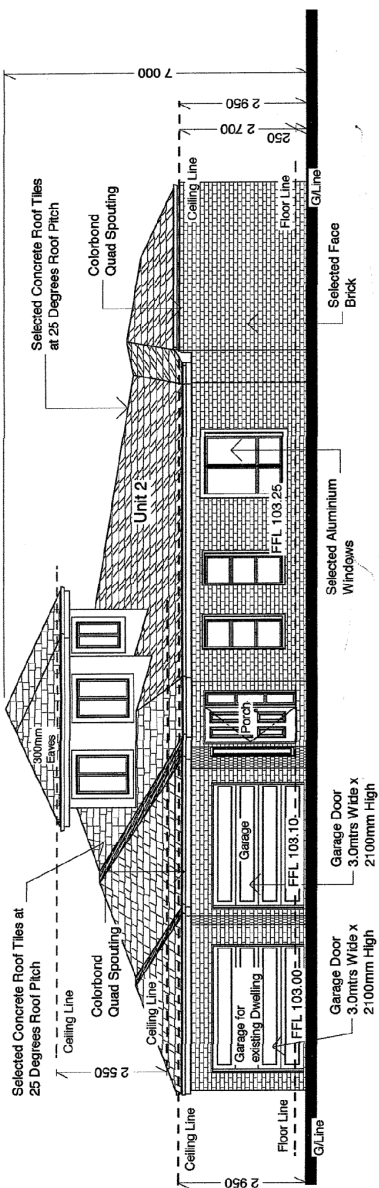 Selected Concrete Roof Tiles at
25 Degrees Roof Pitch
Ceiling Line
300mm
Eaves
Selected Concrete Roof Tiles
at 25 Degrees Roof Pitch
7 000
2 550
Colorbond
Quad Spouting
Ceiling Line
Unit 2
Colorbond
Quad Spouting
Ceiling Line
Ceiling Line
2 950
2 950
2 700
250
Garage for
existing Dwelling
Garage
Porch
FFL 103.00
FFL 103.10
FFL 103.25
Floor Line
Floor Line
G/Line
G/Line
Garage Door
3.0mtrs Wide x
2100mm High
Garage Door
3.0mtrs Wide x
2100mm High
Selected Aluminium
Windows
Selected Face
Brick